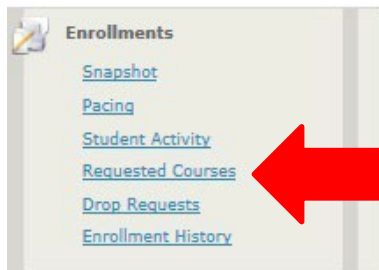 Enrollments
Snapshot
Pacing
Student Activity
Requested Courses
Drop Requests
Enrollment History